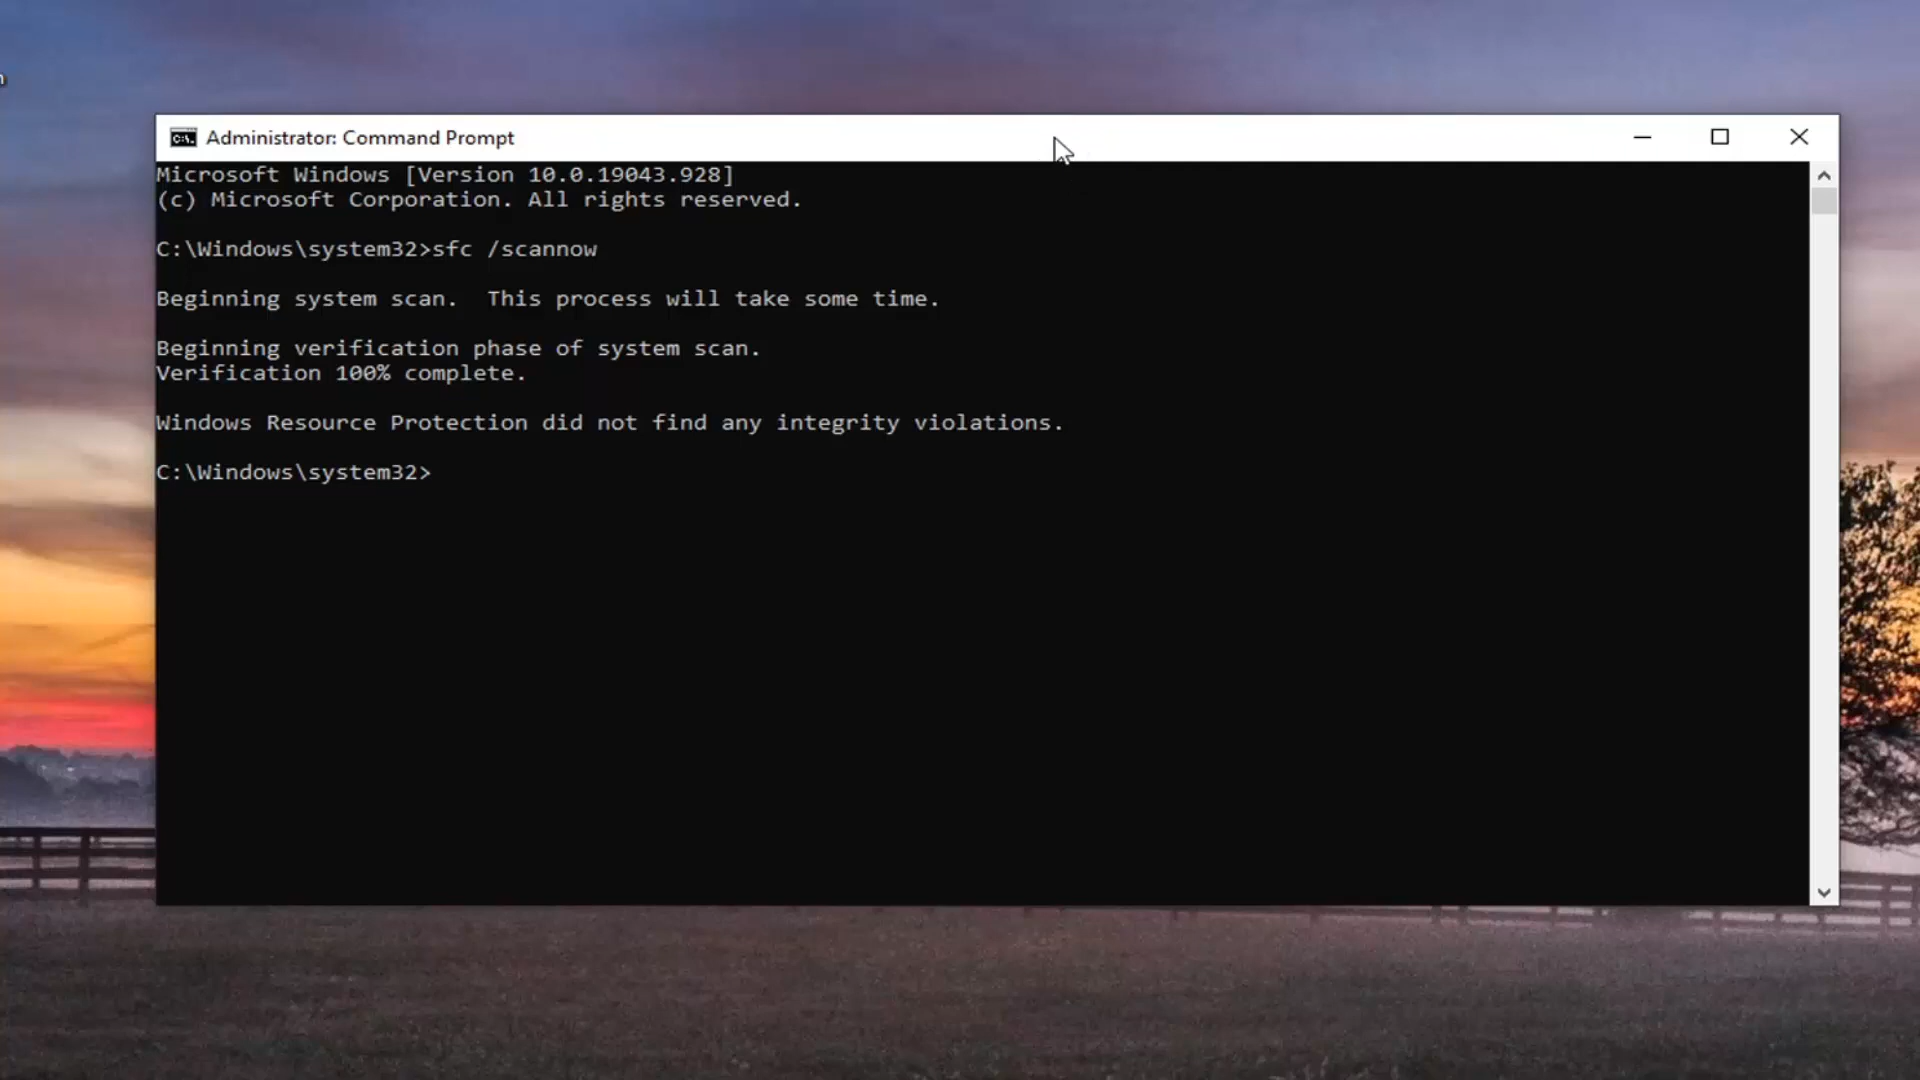 Administrator: Command Prompt
Microsoft Windows [Version 10.0.19043.928]
(c) Microsoft Corporation. All rights reserved.
C:\Windows\system32>sfc /scannow
Beginning system scan.  This process will take some time.
Beginning verification phase of system scan.
Verification 100% complete.
Windows Resource Protection did not find any integrity violations.
C:\Windows\system32>